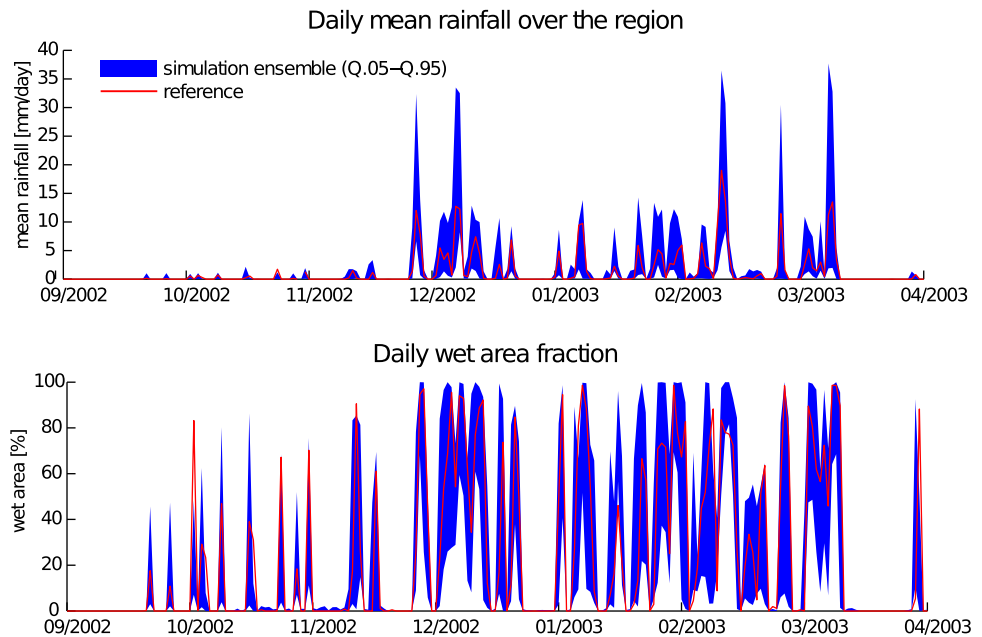 Daily mean rainfall over the region
mean rainfall [mm/day]
40
35
30
25
20
15
10
5
0
simulation ensemble (Q.05–Q.95)
reference
09/2002 10/2002 11/2002 12/2002 01/2003 02/2003 03/2003 04/2003
Daily wet area fraction
wet area [%]
100
80
60
40
20
0
09/2002 10/2002 11/2002 12/2002 01/2003 02/2003 03/2003 04/2003